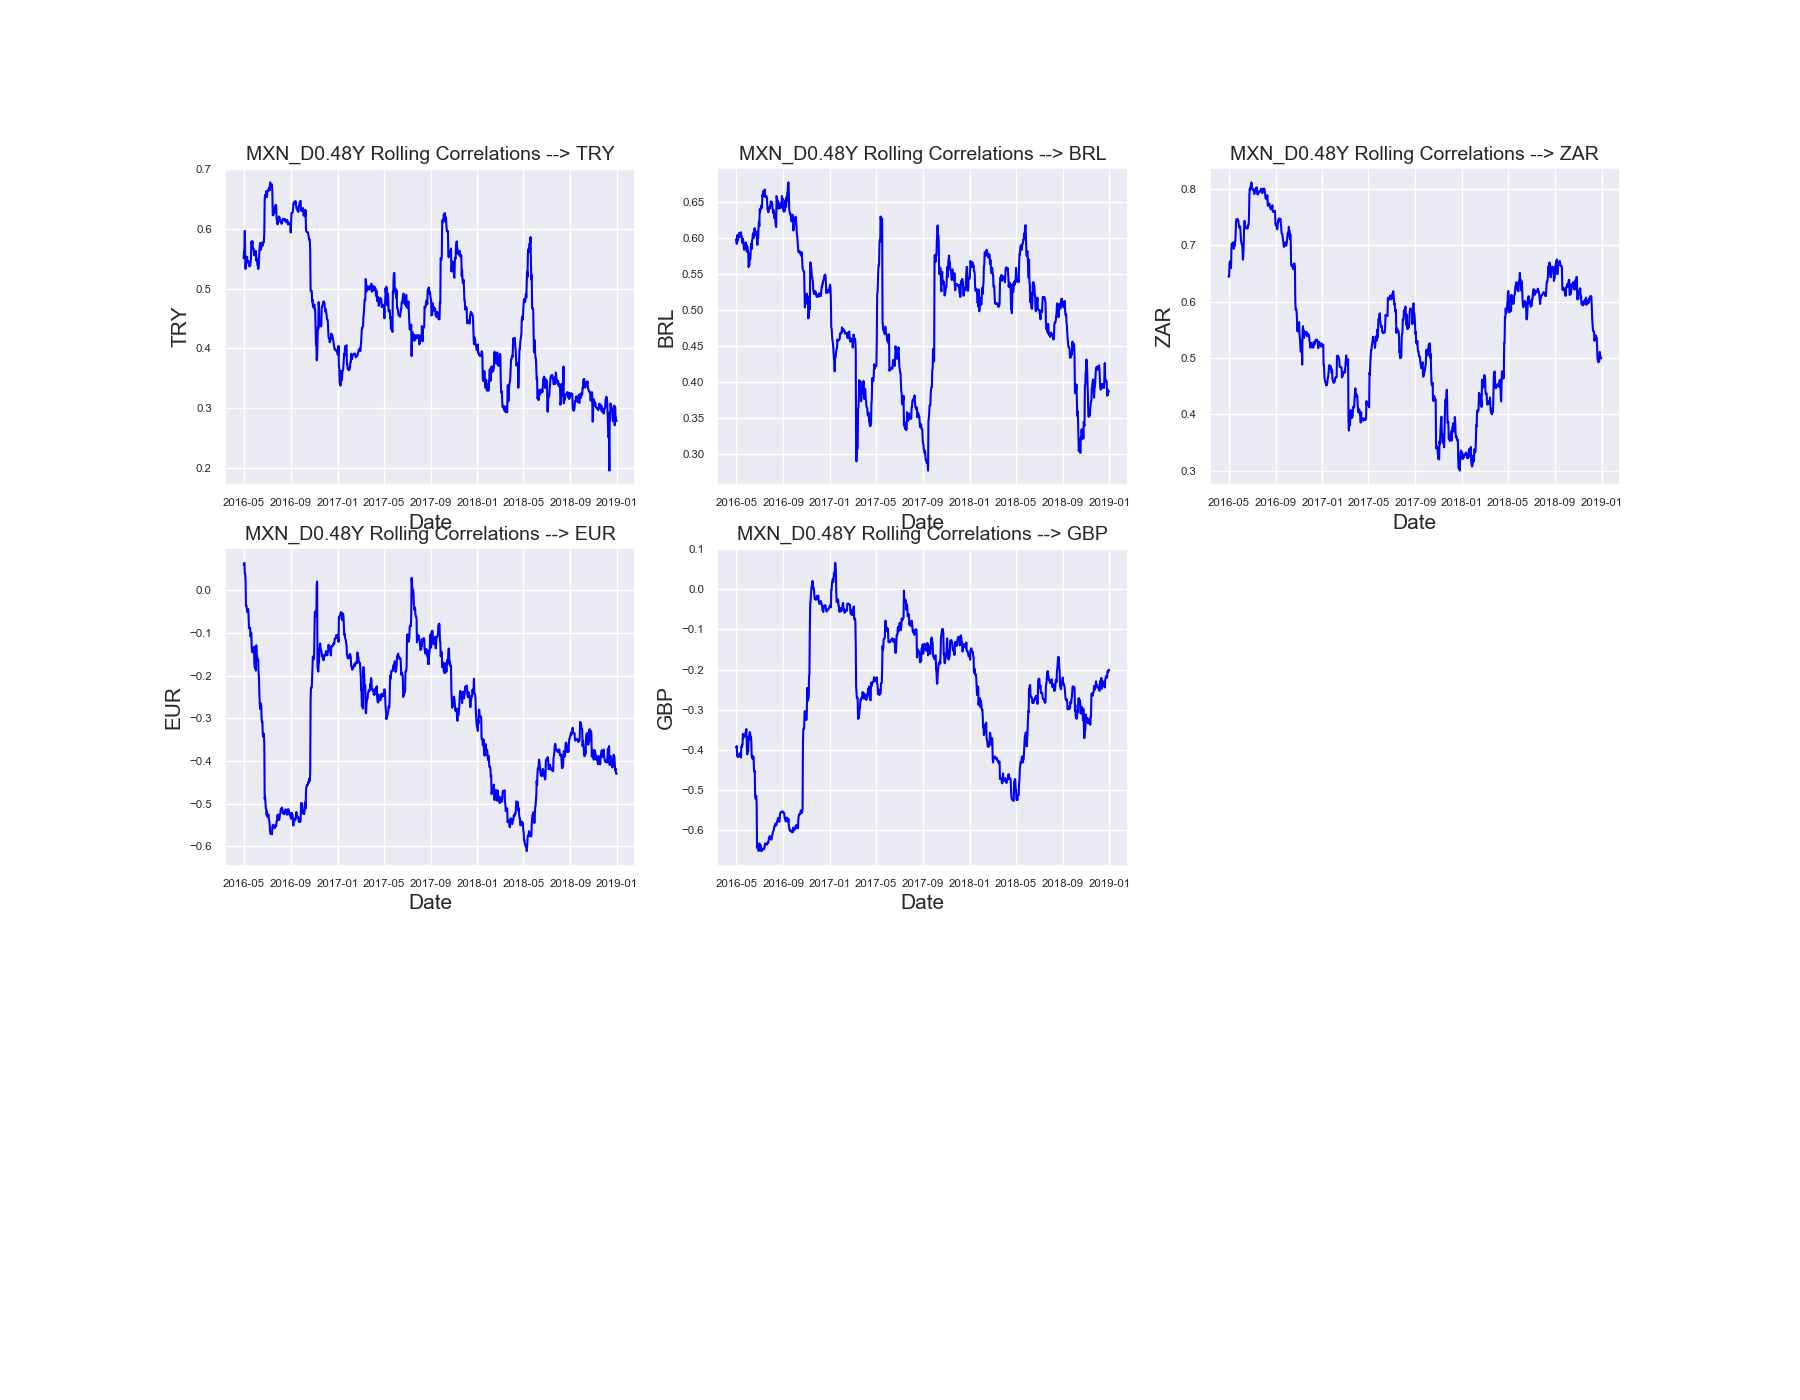 MXN_D0.48Y Rolling Correlations --> TRY
0.7
0.6
0.5
0.4
0.3
0.2
TRY
2016-05 2016-09 2017-01 2017-05 2017-09 2018-01 2018-05 2018-09 2019-01
Date
MXN_D0.48Y Rolling Correlations --> BRL
0.65
0.60
0.55
0.50
0.45
0.40
0.35
0.30
BRL
2016-05 2016-09 2017-01 2017-05 2017-09 2018-01 2018-05 2018-09 2019-01
Date
MXN_D0.48Y Rolling Correlations --> ZAR
0.8
0.7
0.6
0.5
0.4
0.3
ZAR
2016-05 2016-09 2017-01 2017-05 2017-09 2018-01 2018-05 2018-09 2019-01
Date
MXN_D0.48Y Rolling Correlations --> EUR
0.0
−0.1
−0.2
−0.3
−0.4
−0.5
−0.6
EUR
2016-05 2016-09 2017-01 2017-05 2017-09 2018-01 2018-05 2018-09 2019-01
Date
MXN_D0.48Y Rolling Correlations --> GBP
0.1
0.0
−0.1
−0.2
−0.3
−0.4
−0.5
−0.6
GBP
2016-05 2016-09 2017-01 2017-05 2017-09 2018-01 2018-05 2018-09 2019-01
Date